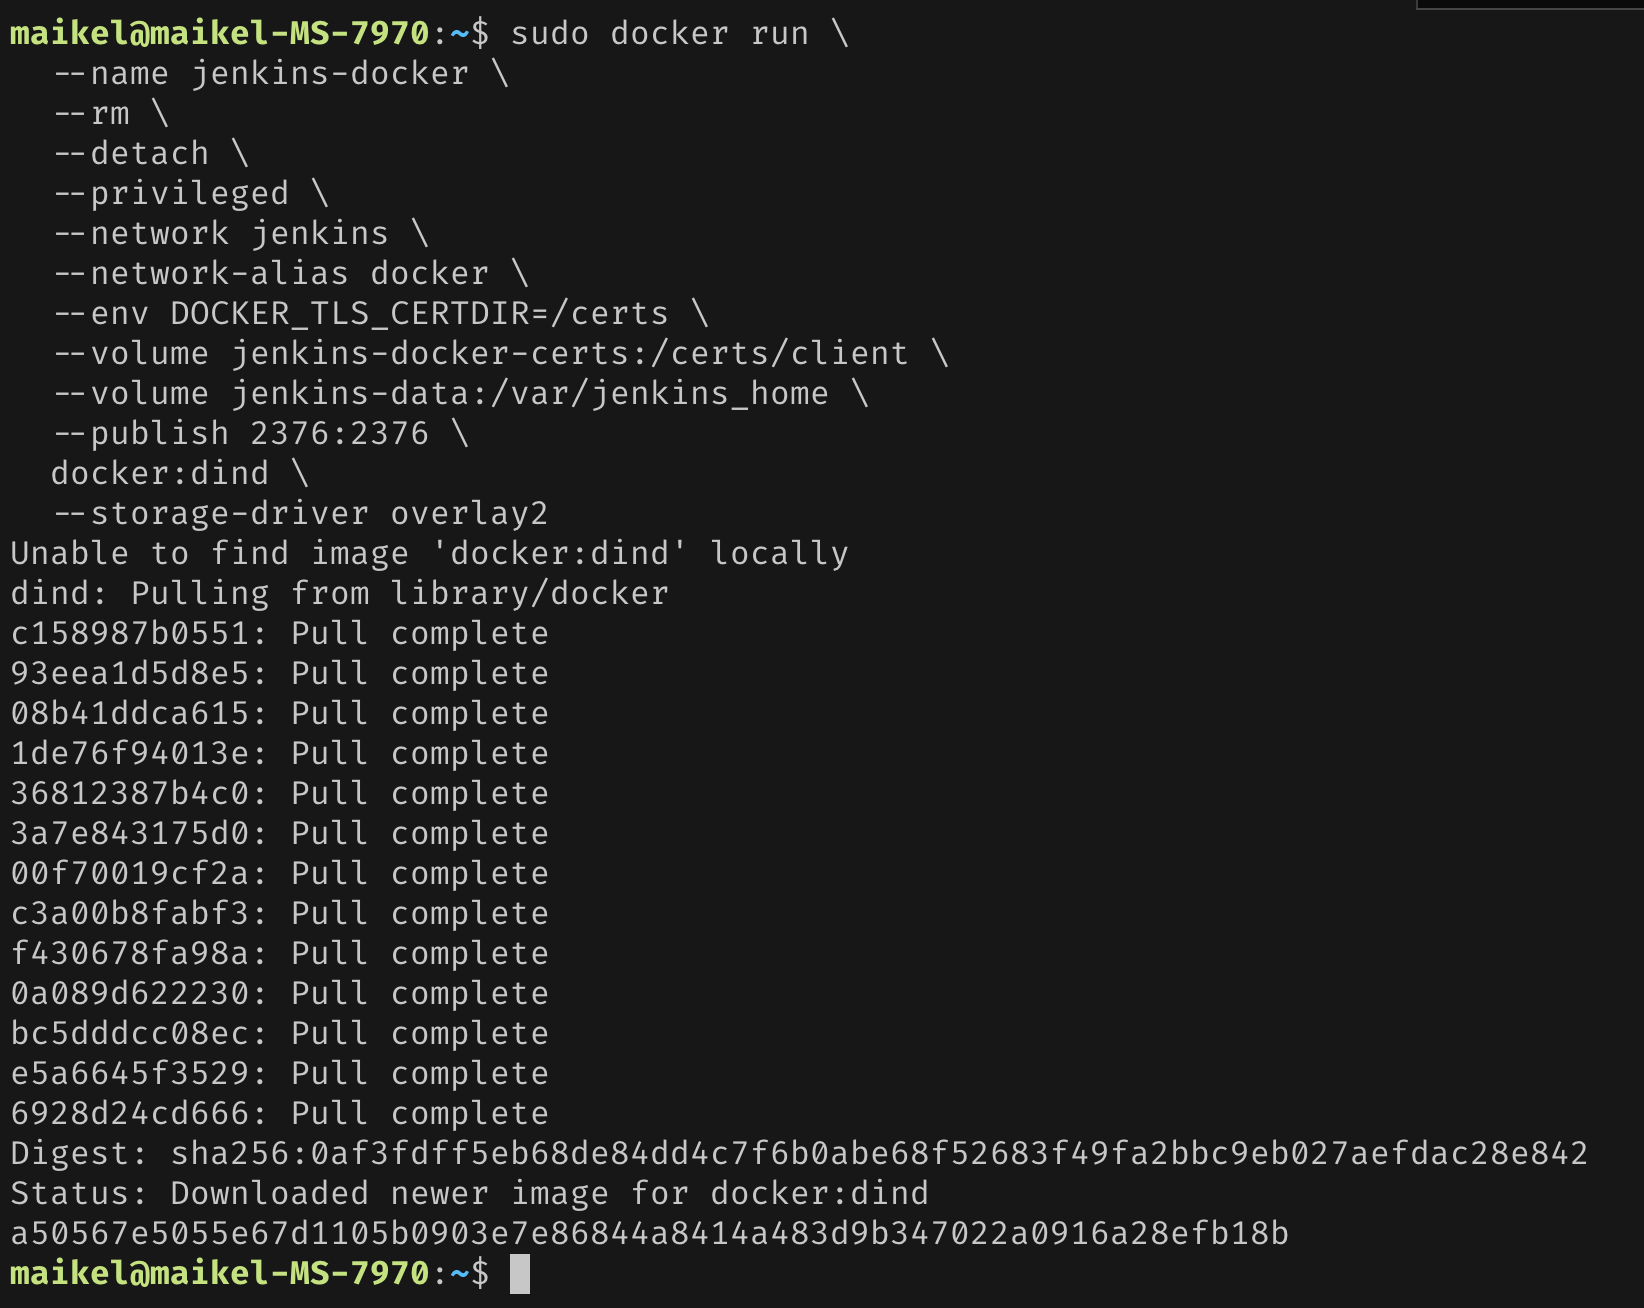 maikel@maikel-MS-7970:~$ sudo docker run \
  --name jenkins-docker \
  --rm \
  --detach \
  --privileged \
  --network jenkins \
  --network-alias docker \
  --env DOCKER_TLS_CERTDIR=/certs \
  --volume jenkins-docker-certs:/certs/client \
  --volume jenkins-data:/var/jenkins_home \
  --publish 2376:2376 \
  docker:dind \
  --storage-driver overlay2
Unable to find image 'docker:dind' locally
dind: Pulling from library/docker
c158987b0551: Pull complete
93eea1d5d8e5: Pull complete
08b41ddca615: Pull complete
1de76f94013e: Pull complete
36812387b4c0: Pull complete
3a7e843175d0: Pull complete
00f70019cf2a: Pull complete
c3a00b8fabf3: Pull complete
f430678fa98a: Pull complete
0a089d622230: Pull complete
bc5dddcc08ec: Pull complete
e5a6645f3529: Pull complete
6928d24cd666: Pull complete
Digest: sha256:0af3fdff5eb68de84dd4c7f6b0abe68f52683f49fa2bbc9eb027aefdac28e842
Status: Downloaded newer image for docker:dind
a50567e5055e67d1105b0903e7e86844a8414a483d9b347022a0916a28efb18b
maikel@maikel-MS-7970:~$